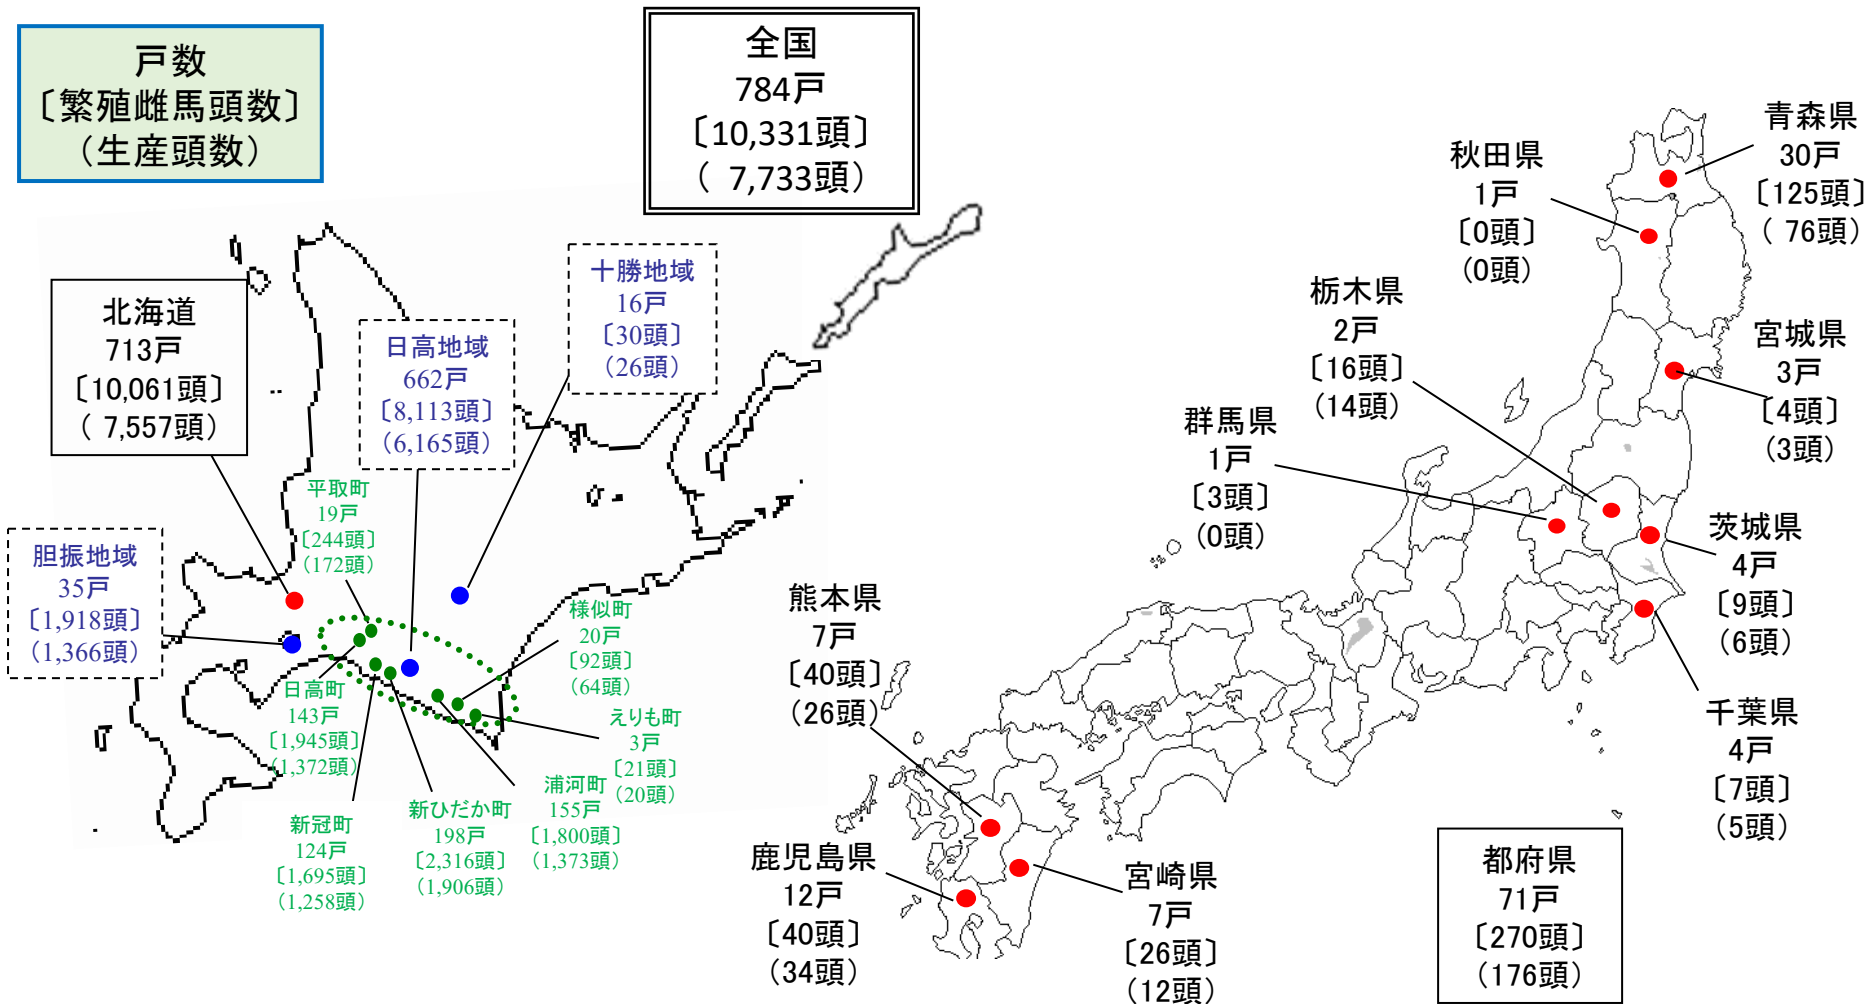 戸数
〔繁殖雌馬頭数〕
（生産頭数）
全国
784戸
〔10,331頭〕
（ 7,733頭）
北海道
713戸
〔10,061頭〕
（ 7,557頭）
日高地域
662戸
〔8,113頭〕
（6,165頭）
十勝地域
16戸
〔30頭〕
（26頭）
胆振地域
35戸
〔1,918頭〕
（1,366頭）
平取町
19戸
〔244頭〕
（172頭）
日高町
143戸
〔1,945頭〕
（1,372頭）
新冠町
124戸
〔1,695頭〕
（1,258頭）
新ひだか町
198戸
〔2,316頭〕
（1,906頭）
浦河町
155戸
〔1,800頭〕
（1,373頭）
様似町
20戸
〔92頭〕
（64頭）
えりも町
3戸
〔21頭〕
（20頭）
青森県
30戸
〔125頭〕
（ 76頭）
秋田県
1戸
〔0頭〕
（0頭）
宮城県
3戸
〔4頭〕
（3頭）
栃木県
2戸
〔16頭〕
（14頭）
群馬県
1戸
〔3頭〕
（0頭）
茨城県
4戸
〔9頭〕
（6頭）
千葉県
4戸
〔7頭〕
（5頭）
熊本県
7戸
〔40頭〕
（26頭）
鹿児島県
12戸
〔40頭〕
（34頭）
宮崎県
7戸
〔26頭〕
（12頭）
都府県
71戸
〔270頭〕
（176頭）